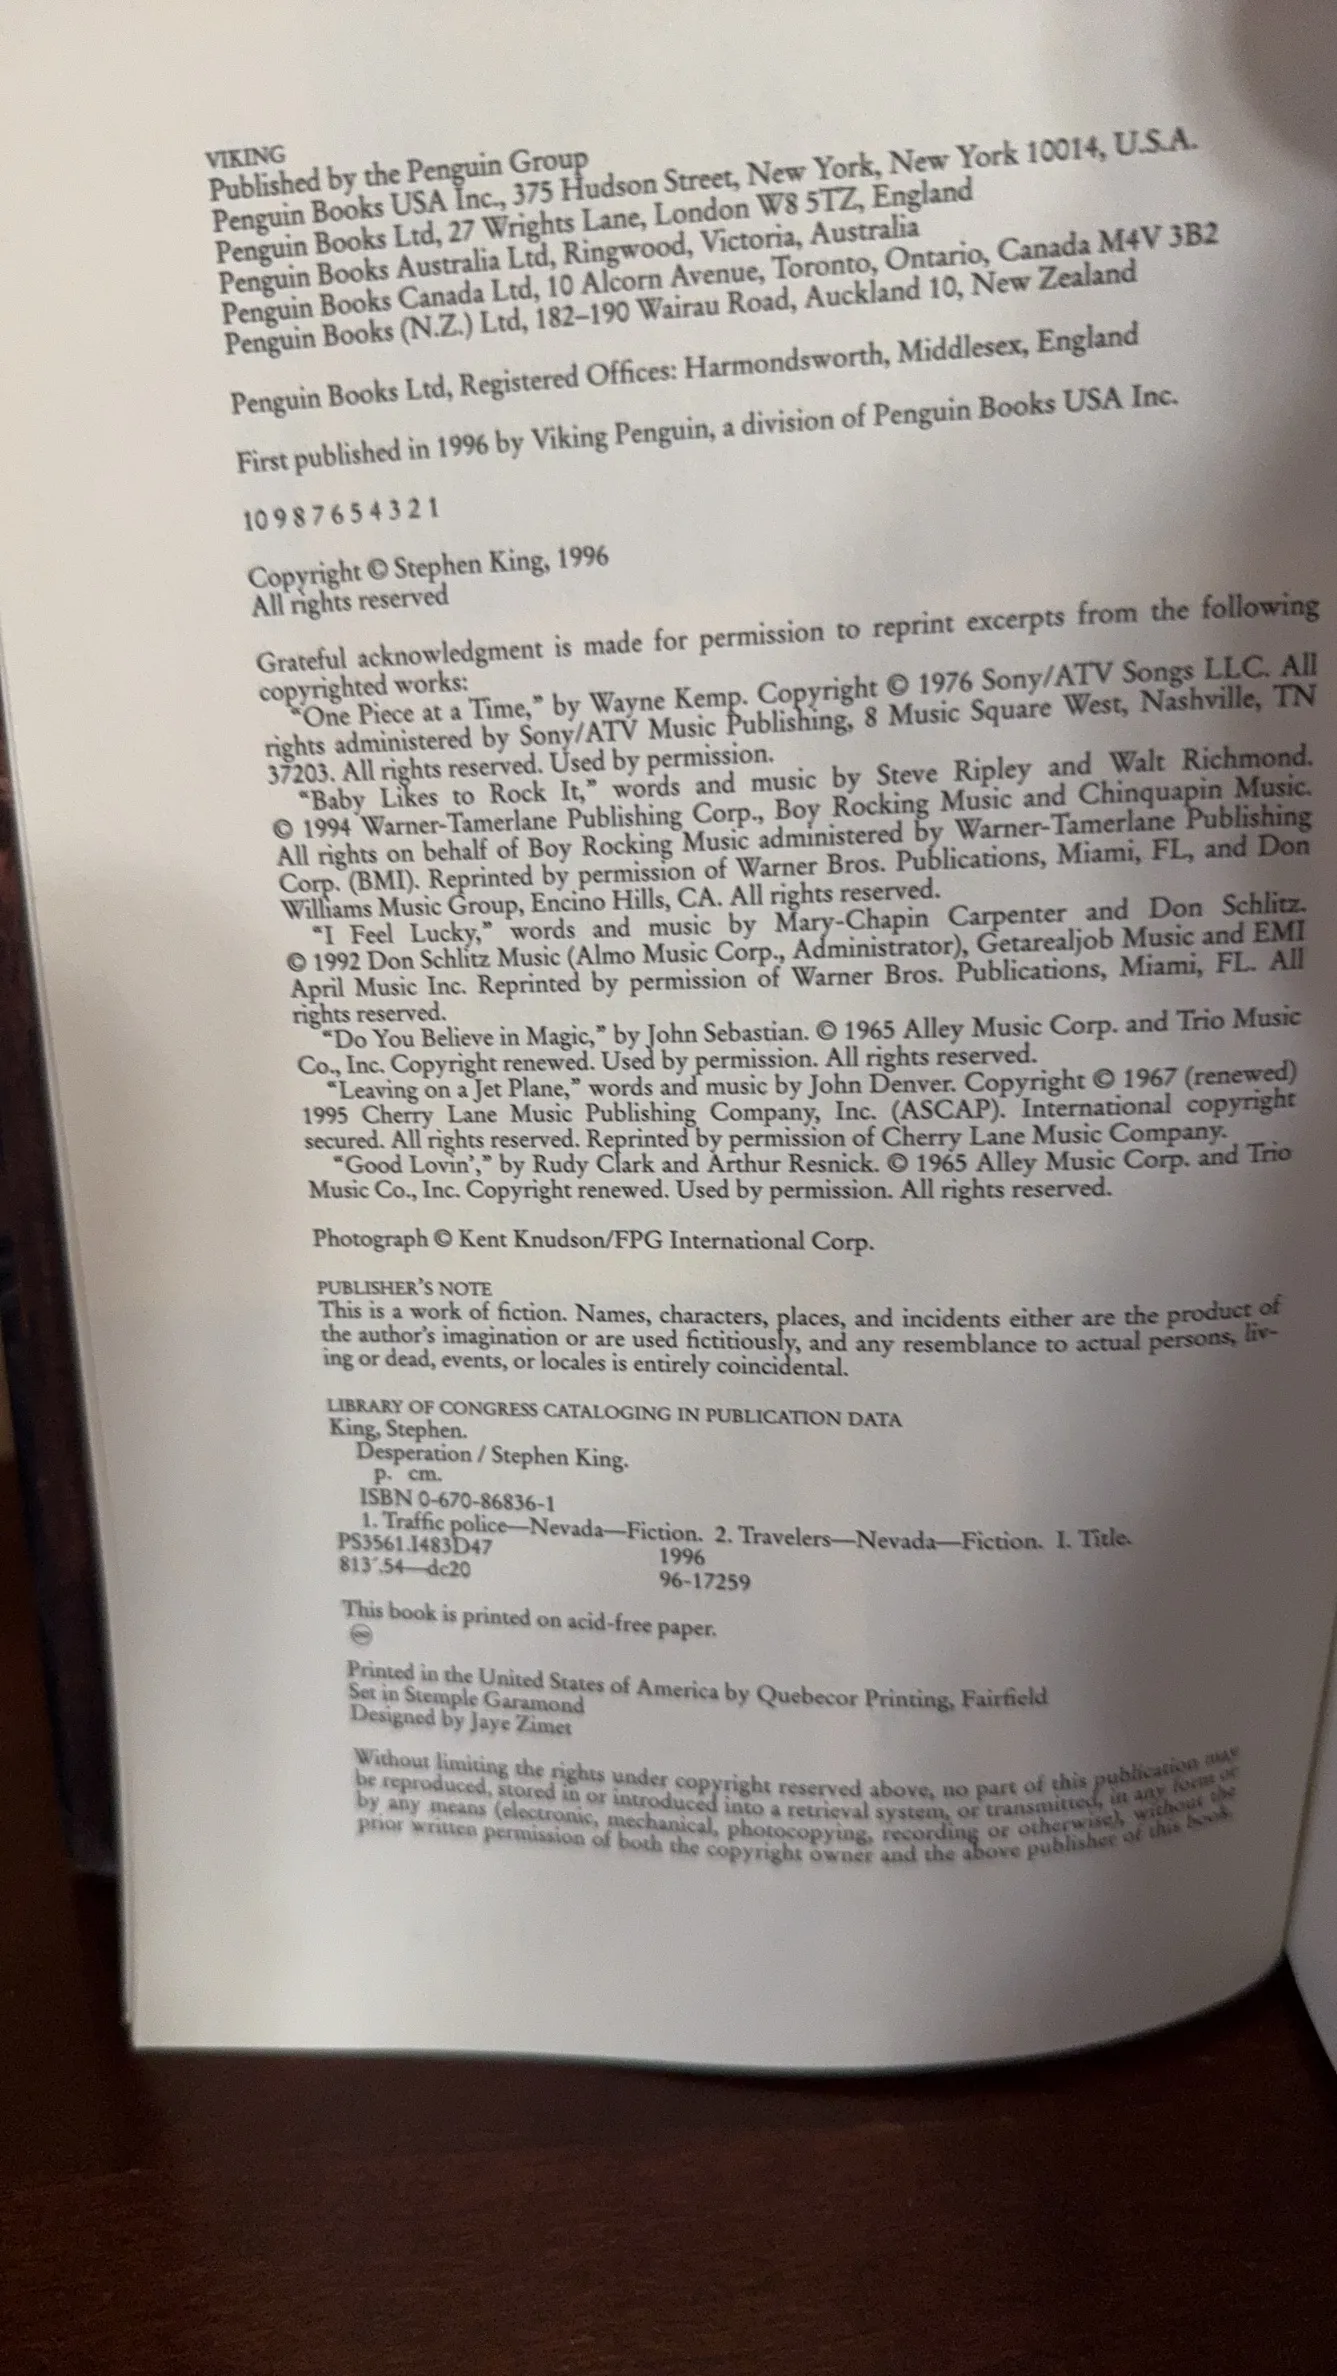 VIKING
Published by the Penguin Group
Penguin Books USA Inc., 375 Hudson Street, New York, New York 10014, U.S.A.
Penguin Books Ltd, 27 Wrights Lane, London W8 5TZ, England
Penguin Books Australia Ltd, Ringwood, Victoria, Australia
Penguin Books Canada Ltd, 10 Alcorn Avenue, Toronto, Ontario, Canada M4V 3B2
Penguin Books (N.Z.) Ltd, 182–190 Wairau Road, Auckland 10, New Zealand
Penguin Books Ltd, Registered Offices: Harmondsworth, Middlesex, England
First published in 1996 by Viking Penguin, a division of Penguin Books USA Inc.
10 9 8 7 6 5 4 3 2 1
Copyright © Stephen King, 1996
All rights reserved
Grateful acknowledgment is made for permission to reprint excerpts from the following
copyrighted works:
“One Piece at a Time,” by Wayne Kemp. Copyright © 1976 Sony/ATV Songs LLC. All
rights administered by Sony/ATV Music Publishing, 8 Music Square West, Nashville, TN
37203. All rights reserved. Used by permission.
“Baby Likes to Rock It,” words and music by Steve Ripley and Walt Richmond.
© 1994 Warner-Tamerlane Publishing Corp., Boy Rocking Music and Chinquapin Music.
All rights on behalf of Boy Rocking Music administered by Warner-Tamerlane Publishing
Corp. (BMI). Reprinted by permission of Warner Bros. Publications, Miami, FL, and Don
Williams Music Group, Encino Hills, CA. All rights reserved.
“I Feel Lucky,” words and music by Mary-Chapin Carpenter and Don Schlitz.
© 1992 Don Schlitz Music (Almo Music Corp., Administrator), Getarealjob Music and EMI
April Music Inc. Reprinted by permission of Warner Bros. Publications, Miami, FL. All
rights reserved.
“Do You Believe in Magic,” by John Sebastian. © 1965 Alley Music Corp. and Trio Music
Co., Inc. Copyright renewed. Used by permission. All rights reserved.
“Leaving on a Jet Plane,” words and music by John Denver. Copyright © 1967 (renewed)
1995 Cherry Lane Music Publishing Company, Inc. (ASCAP). International copyright
secured. All rights reserved. Reprinted by permission of Cherry Lane Music Company.
“Good Lovin’,” by Rudy Clark and Arthur Resnick. © 1965 Alley Music Corp. and Trio
Music Co., Inc. Copyright renewed. Used by permission. All rights reserved.
Photograph © Kent Knudson/FPG International Corp.
PUBLISHER’S NOTE
This is a work of fiction. Names, characters, places, and incidents either are the product of
the author’s imagination or are used fictitiously, and any resemblance to actual persons, liv-
ing or dead, events, or locales is entirely coincidental.
LIBRARY OF CONGRESS CATALOGING IN PUBLICATION DATA
King, Stephen.
Desperation / Stephen King.
p. cm.
ISBN 0-670-86836-1
1. Traffic police—Nevada—Fiction. 2. Travelers—Nevada—Fiction. I. Title.
PS3561.I483D47 1996
813′.54—dc20 96-17259
This book is printed on acid-free paper.
∞
Printed in the United States of America by Quebecor Printing, Fairfield
Set in Stemple Garamond
Designed by Jaye Zimet
Without limiting the rights under copyright reserved above, no part of this publication may
be reproduced, stored in or introduced into a retrieval system, or transmitted, in any form or
by any means (electronic, mechanical, photocopying, recording or otherwise), without the
prior written permission of both the copyright owner and the above publisher of this book.